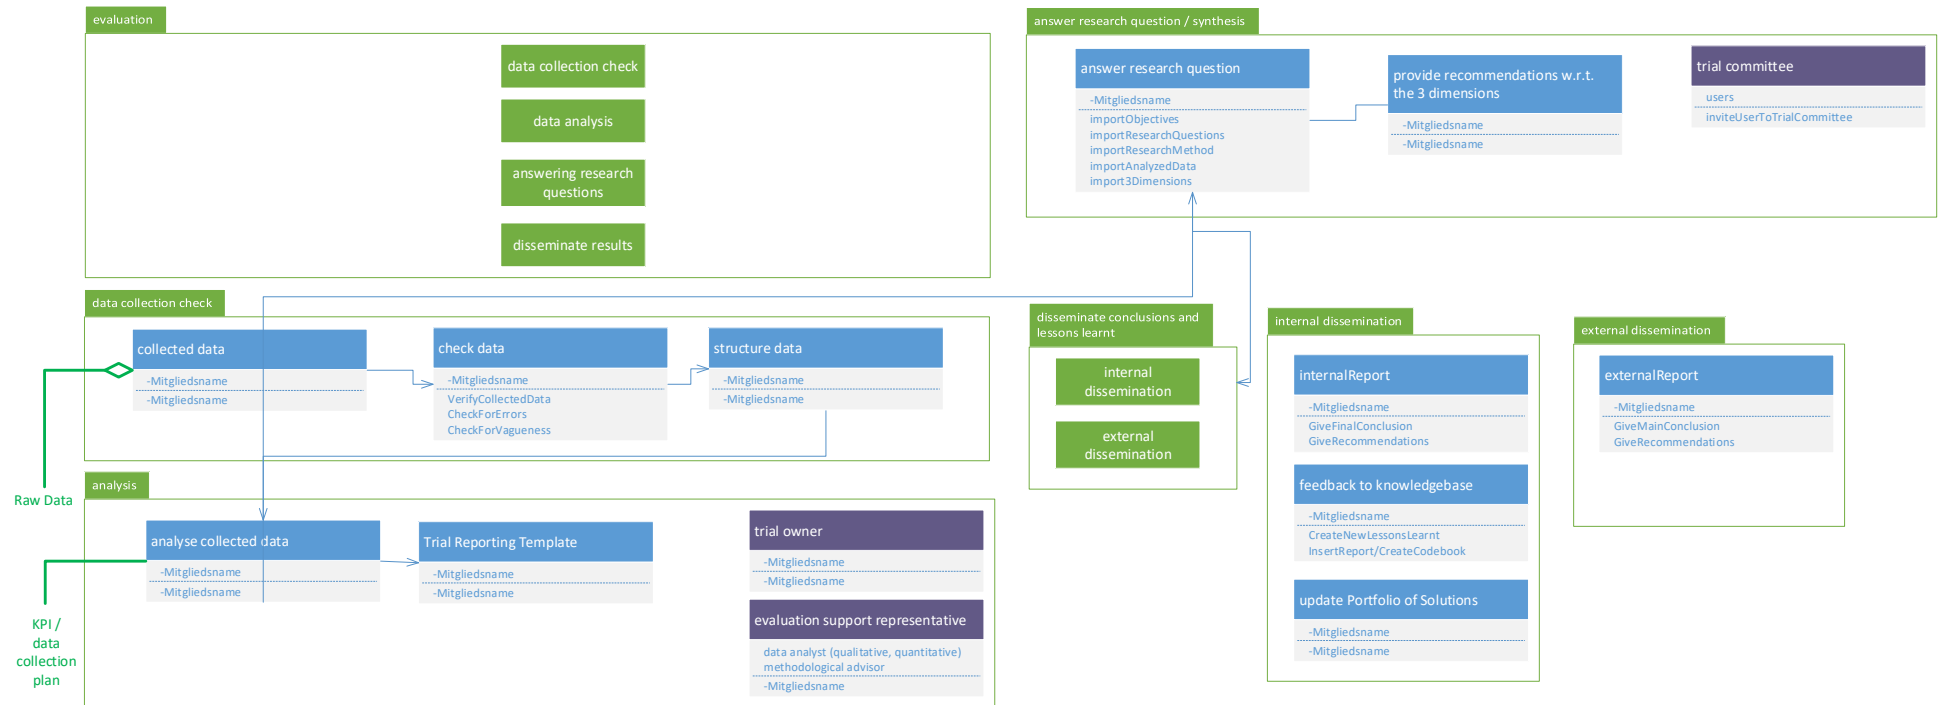 evaluation
data collection check
data analysis
answering research
questions
disseminate results
answer research question / synthesis
answer research question
-Mitgliedsname
importObjectives
importResearchQuestions
importResearchMethod
importAnalyzedData
import3Dimensions
provide recommendations w.r.t.
the 3 dimensions
-Mitgliedsname
-Mitgliedsname
trial committee
users
inviteUserToTrialCommittee
data collection check
collected data
-Mitgliedsname
-Mitgliedsname
check data
-Mitgliedsname
VerifyCollectedData
CheckForErrors
CheckForVagueness
structure data
-Mitgliedsname
-Mitgliedsname
Raw Data
disseminate conclusions and
lessons learnt
internal
dissemination
external
dissemination
internal dissemination
internalReport
-Mitgliedsname
GiveFinalConclusion
GiveRecommendations
feedback to knowledgebase
-Mitgliedsname
CreateNewLessonsLearnt
InsertReport/CreateCodebook
update Portfolio of Solutions
-Mitgliedsname
-Mitgliedsname
external dissemination
externalReport
-Mitgliedsname
GiveMainConclusion
GiveRecommendations
analysis
analyse collected data
-Mitgliedsname
-Mitgliedsname
Trial Reporting Template
-Mitgliedsname
-Mitgliedsname
trial owner
-Mitgliedsname
-Mitgliedsname
evaluation support representative
data analyst (qualitative, quantitative)
methodological advisor
-Mitgliedsname
KPI /
data
collection
plan